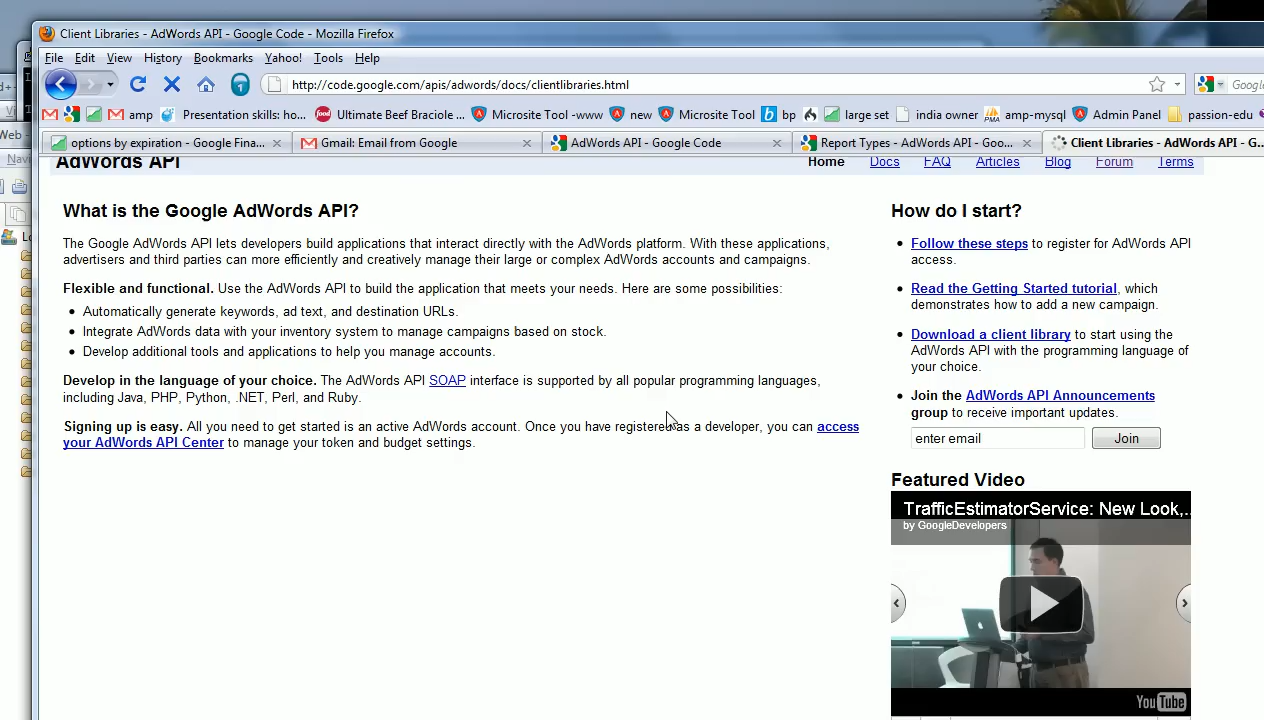 Client Libraries - AdWords API - Google Code - Mozilla Firefox
File Edit View History Bookmarks Yahoo! Tools Help
http://code.google.com/apis/adwords/docs/clientlibraries.html
amp Presentation skills: ho... Ultimate Beef Braciole ... Microsite Tool -www new Microsite Tool bp large set india owner amp-mysql Admin Panel passion-edu
options by expiration - Google Fina... Gmail: Email from Google AdWords API - Google Code Report Types - AdWords API - Goo... Client Libraries - AdWords API - G...
AdWords API Home Docs FAQ Articles Blog Forum Terms
What is the Google AdWords API?
The Google AdWords API lets developers build applications that interact directly with the AdWords platform. With these applications,
advertisers and third parties can more efficiently and creatively manage their large or complex AdWords accounts and campaigns.
Flexible and functional. Use the AdWords API to build the application that meets your needs. Here are some possibilities:
• Automatically generate keywords, ad text, and destination URLs.
• Integrate AdWords data with your inventory system to manage campaigns based on stock.
• Develop additional tools and applications to help you manage accounts.
Develop in the language of your choice. The AdWords API SOAP interface is supported by all popular programming languages,
including Java, PHP, Python, .NET, Perl, and Ruby.
Signing up is easy. All you need to get started is an active AdWords account. Once you have registered as a developer, you can access
your AdWords API Center to manage your token and budget settings.
How do I start?
• Follow these steps to register for AdWords API
access.
• Read the Getting Started tutorial, which
demonstrates how to add a new campaign.
• Download a client library to start using the
AdWords API with the programming language of
your choice.
• Join the AdWords API Announcements
group to receive important updates.
enter email Join
Featured Video
TrafficEstimatorService: New Look,...
by GoogleDevelopers
YouTube